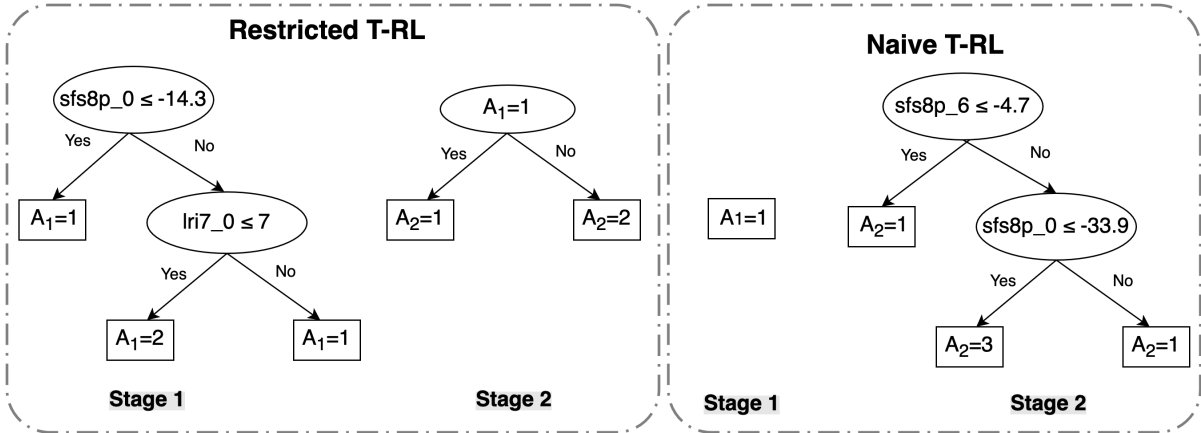 Restricted T-RL
sfs8p_0 ≤ -14.3
Yes
No
A1=1
lri7_0 ≤ 7
Yes
No
A1=2
A1=1
Stage 1
A1=1
Yes
No
A2=1
A2=2
Stage 2
Naive T-RL
A1=1
Stage 1
sfs8p_6 ≤ -4.7
Yes
No
A2=1
sfs8p_0 ≤ -33.9
Yes
No
A2=3
A2=1
Stage 2